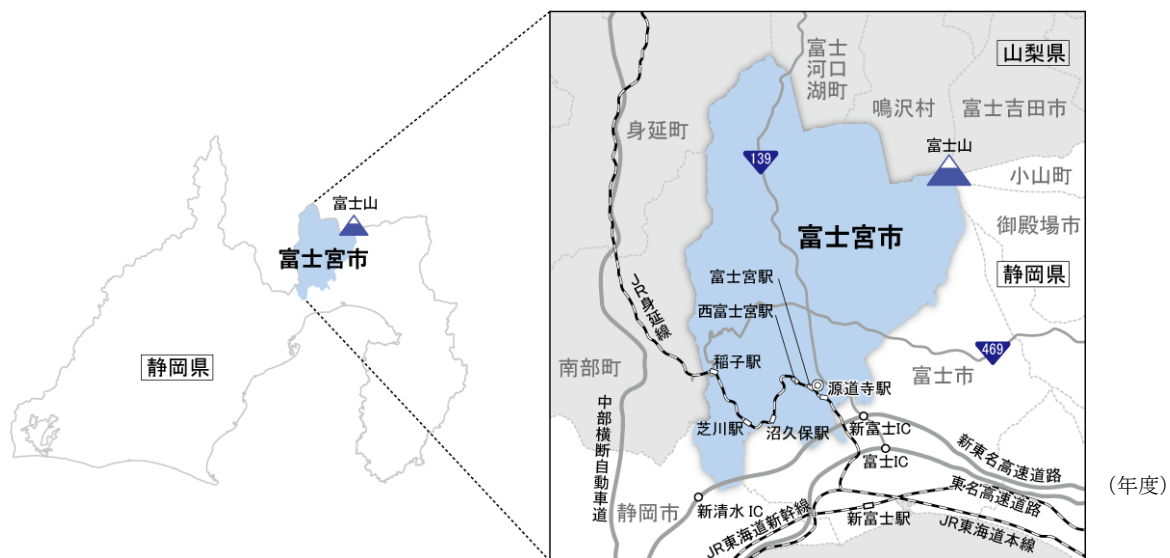 富士山
富士宮市
静岡県
山梨県
富士
河口
湖町
鳴沢村
富士吉田市
身延町
139
富士山
小山町
御殿場市
富士宮市
静岡県
富士宮駅
西富士宮駅
JR身延線
469
稲子駅
南部町
富士市
源道寺駅
芝川駅
沼久保駅
新富士IC
中部横断自動車道
富士IC
新東名高速道路
静岡市
新清水IC
JR東海道新幹線
新富士駅
東名高速道路
JR東海道本線
（年度）